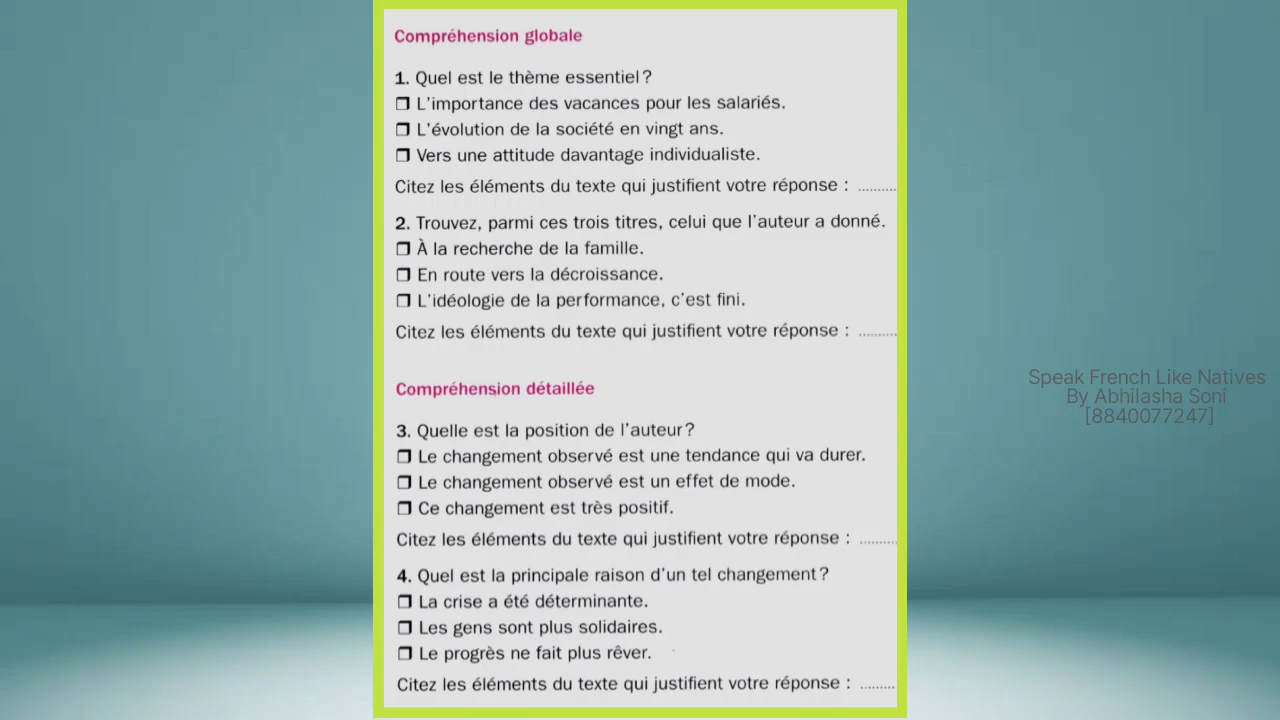 Compréhension globale
1. Quel est le thème essentiel ?
❒ L'importance des vacances pour les salariés.
❒ L'évolution de la société en vingt ans.
❒ Vers une attitude davantage individualiste.
Citez les éléments du texte qui justifient votre réponse : ..........
2. Trouvez, parmi ces trois titres, celui que l'auteur a donné.
❒ À la recherche de la famille.
❒ En route vers la décroissance.
❒ L'idéologie de la performance, c'est fini.
Citez les éléments du texte qui justifient votre réponse : ..........
Compréhension détaillée
3. Quelle est la position de l'auteur ?
❒ Le changement observé est une tendance qui va durer.
❒ Le changement observé est un effet de mode.
❒ Ce changement est très positif.
Citez les éléments du texte qui justifient votre réponse : ..........
4. Quel est la principale raison d'un tel changement ?
❒ La crise a été déterminante.
❒ Les gens sont plus solidaires.
❒ Le progrès ne fait plus rêver.
Citez les éléments du texte qui justifient votre réponse : ..........
Speak French Like Natives
By Abhilasha Soni
[8840077247]